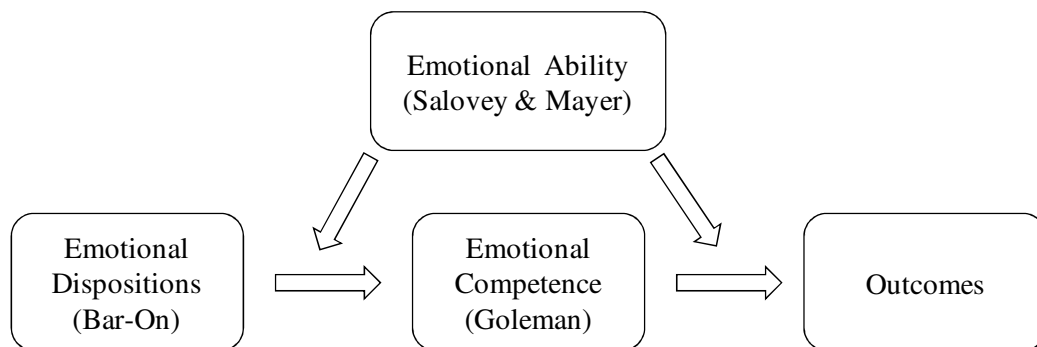 Emotional Ability
(Salovey & Mayer)
Emotional
Dispositions
(Bar-On)
Emotional
Competence
(Goleman)
Outcomes